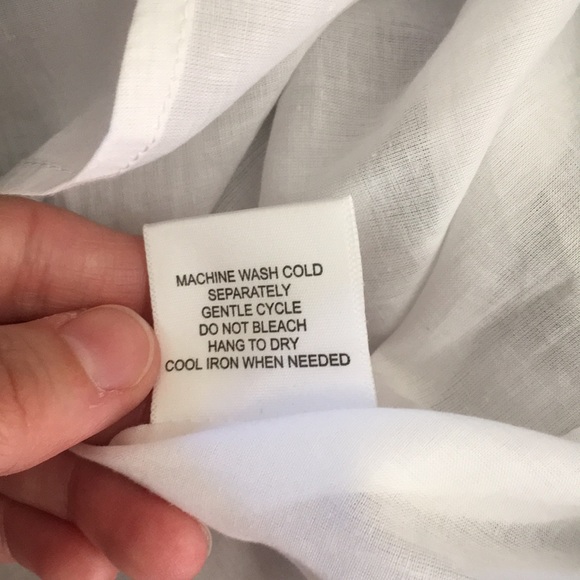 MACHINE WASH COLD
SEPARATELY
GENTLE CYCLE
DO NOT BLEACH
HANG TO DRY
COOL IRON WHEN NEEDED